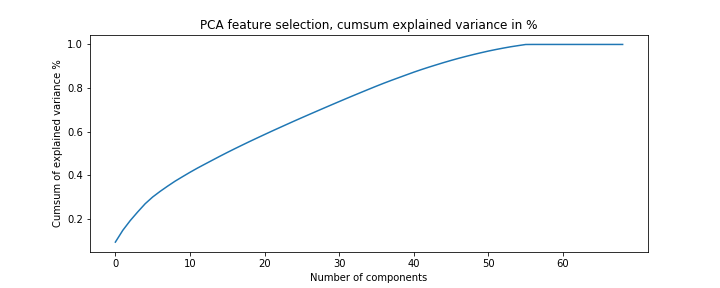 PCA feature selection, cumsum explained variance in %
Cumsum of explained variance %
1.0
0.8
0.6
0.4
0.2
0 10 20 30 40 50 60
Number of components